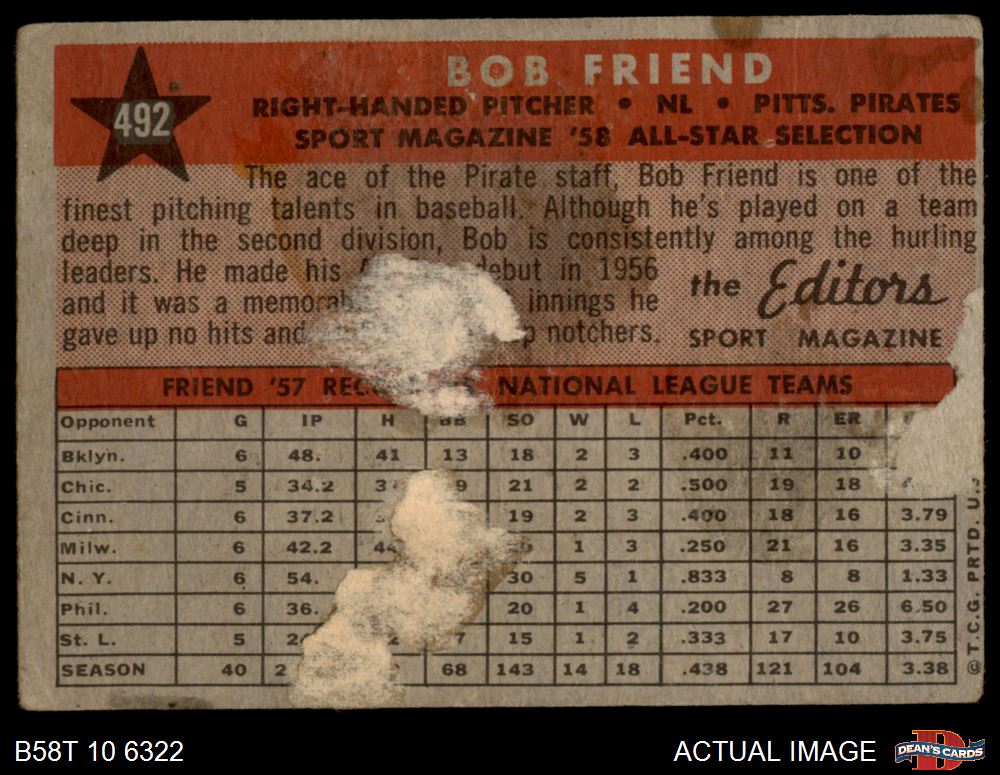 BOB FRIEND
492
RIGHT-HANDED PITCHER • NL • PITTS. PIRATES
SPORT MAGAZINE '58 ALL-STAR SELECTION
The ace of the Pirate staff, Bob Friend is one of the
finest pitching talents in baseball. Although he's played on a team
deep in the second division, Bob is consistently among the hurling
leaders. He made his debut in 1956
and it was a innings he
gave up no hits and notchers.
the Editors
SPORT MAGAZINE
FRIEND '57 NATIONAL LEAGUE TEAMS
Opponent G IP H BB SO W L Pct. R ER
Bklyn. 6 48. 41 13 18 2 3 .400 11 10
Chic. 5 34.2 21 2 2 .500 19 18
Cinn. 6 37.2 19 2 3 .400 18 16 3.79
Milw. 6 42.2 1 3 .250 21 16 3.35
N. Y. 6 54. 30 5 1 .833 8 8 1.33
Phil. 6 36. 20 1 4 .200 27 26 6.50
St. L. 5 15 1 2 .333 17 10 3.75
SEASON 40 68 143 14 18 .438 121 104 3.38
© T.C.G. PRTD.
B58T 10 6322
ACTUAL IMAGE
DEAN'S CARDS